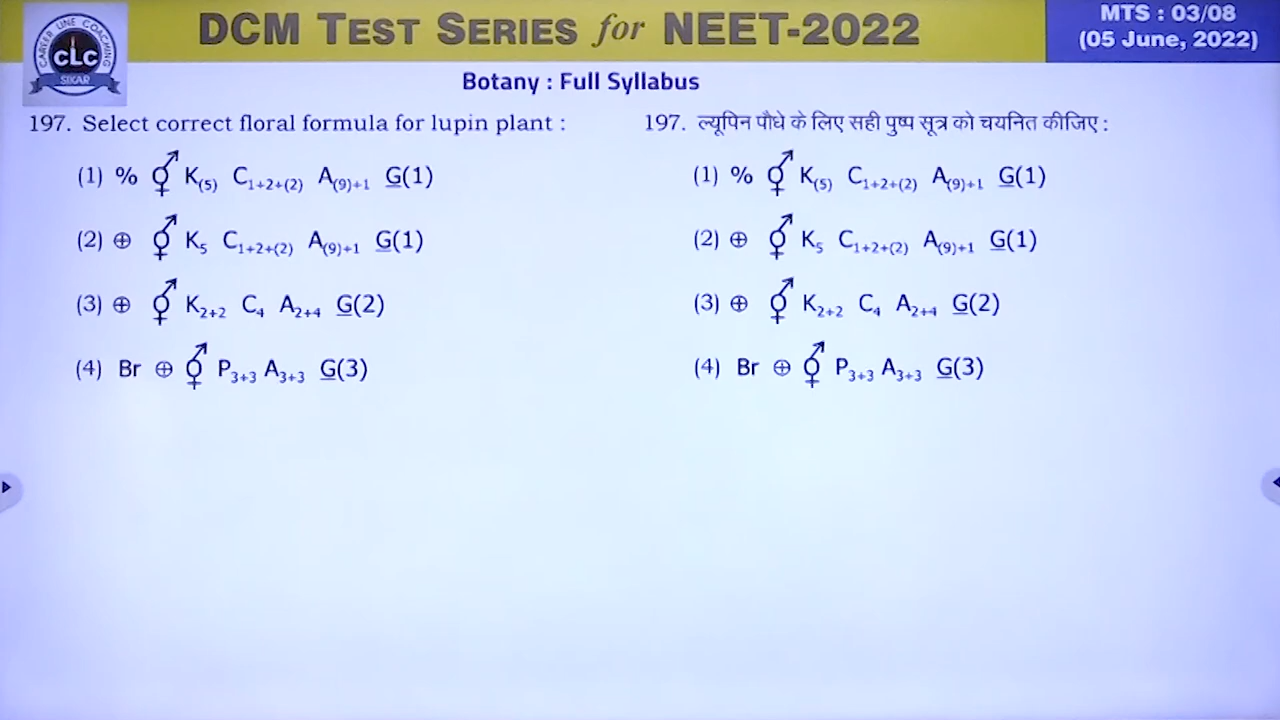 DCM TEST SERIES for NEET-2022
MTS : 03/08
(05 June, 2022)
CAREER LINE COACHING
CLC
SIKAR
Botany : Full Syllabus
197. Select correct floral formula for lupin plant :
(1) % ⚥ K₍₅₎ C₁₊₂₊₍₂₎ A₍₉₎₊₁ G̲(1)
(2) ⊕ ⚥ K₅ C₁₊₂₊₍₂₎ A₍₉₎₊₁ G̲(1)
(3) ⊕ ⚥ K₂₊₂ C₄ A₂₊₄ G̲(2)
(4) Br ⊕ ⚥ P₃₊₃ A₃₊₃ G̲(3)
197. ल्यूपिन पौधे के लिए सही पुष्प सूत्र को चयनित कीजिए :
(1) % ⚥ K₍₅₎ C₁₊₂₊₍₂₎ A₍₉₎₊₁ G̲(1)
(2) ⊕ ⚥ K₅ C₁₊₂₊₍₂₎ A₍₉₎₊₁ G̲(1)
(3) ⊕ ⚥ K₂₊₂ C₄ A₂₊₄ G̲(2)
(4) Br ⊕ ⚥ P₃₊₃ A₃₊₃ G̲(3)